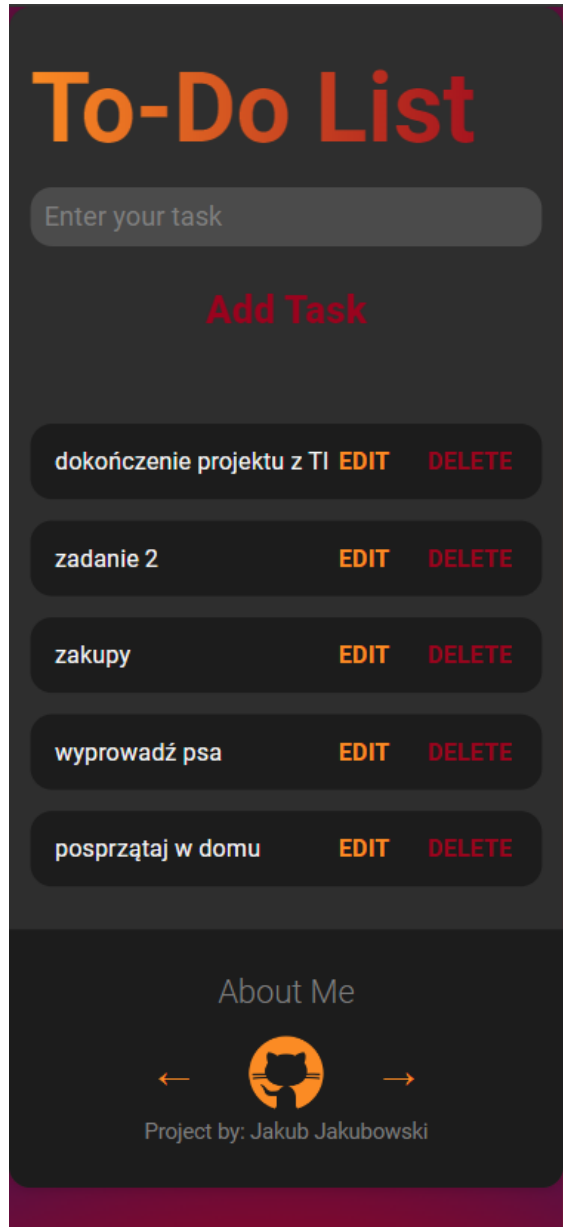 To-Do List
Enter your task
Add Task
dokończenie projektu z TI EDIT DELETE
zadanie 2 EDIT DELETE
zakupy EDIT DELETE
wyprowadź psa EDIT DELETE
posprzątaj w domu EDIT DELETE
About Me
← →
Project by: Jakub Jakubowski